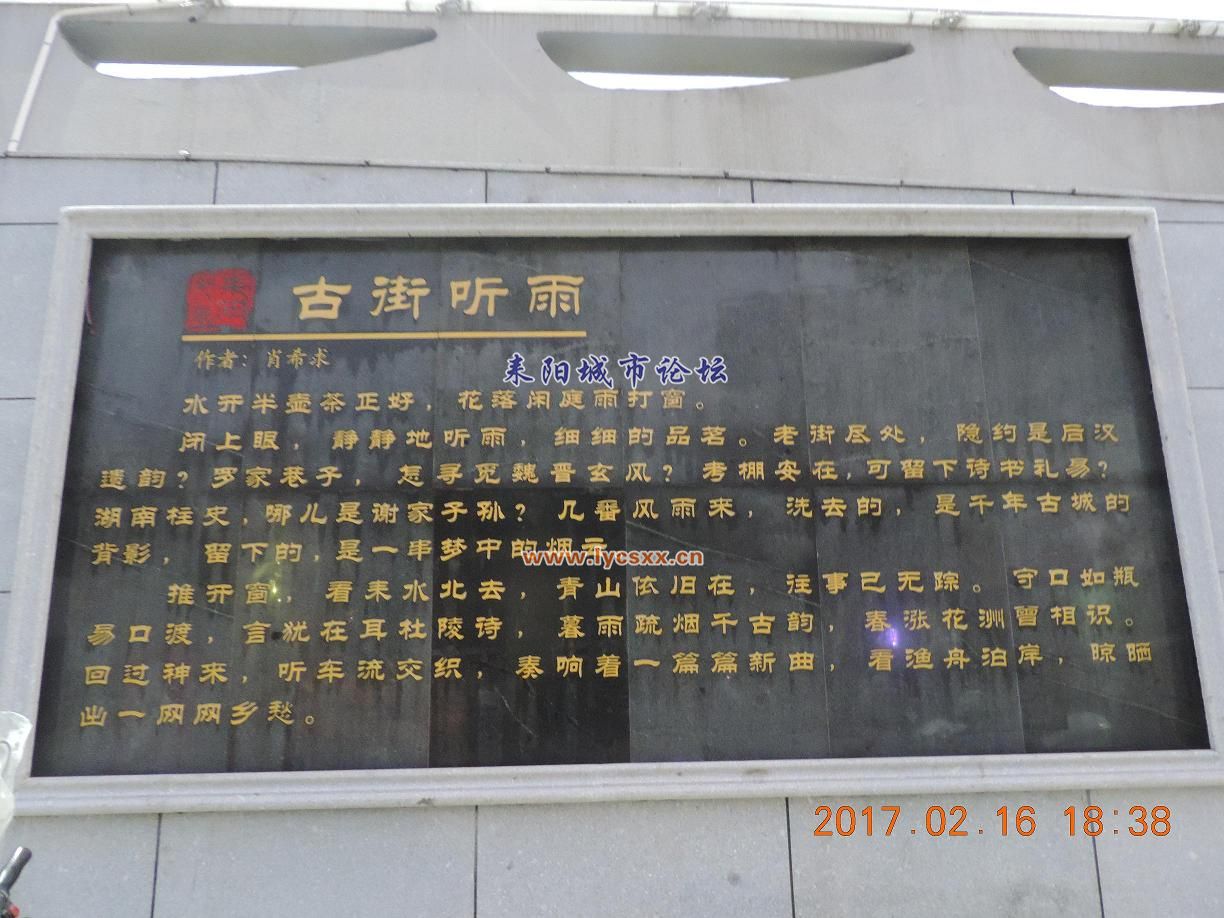 古街听雨
作者：肖希求
耒阳城市论坛
水开半壶茶正好，花落闲庭雨打窗。
闭上眼，静静地听雨，细细的品茗。老街尽处，隐约是后汉
遗韵？罗家巷子，怎寻觅魏晋玄风？考棚安在，可留下诗书礼易？
湖南柱史，哪儿是谢家子孙？几番风雨来，洗去的，是千年古城的
背影，留下的，是一串梦中的烟云。
www.lycsxx.cn
推开窗，看耒水北去，青山依旧在，往事已无踪。守口如瓶
易口渡，言犹在耳杜陵诗，暮雨疏烟千古韵，春涨花洲曾相识。
回过神来，听车流交织，奏响着一篇篇新曲，看渔舟泊岸，晾晒
出一网网乡愁。
2017.02.16 18:38